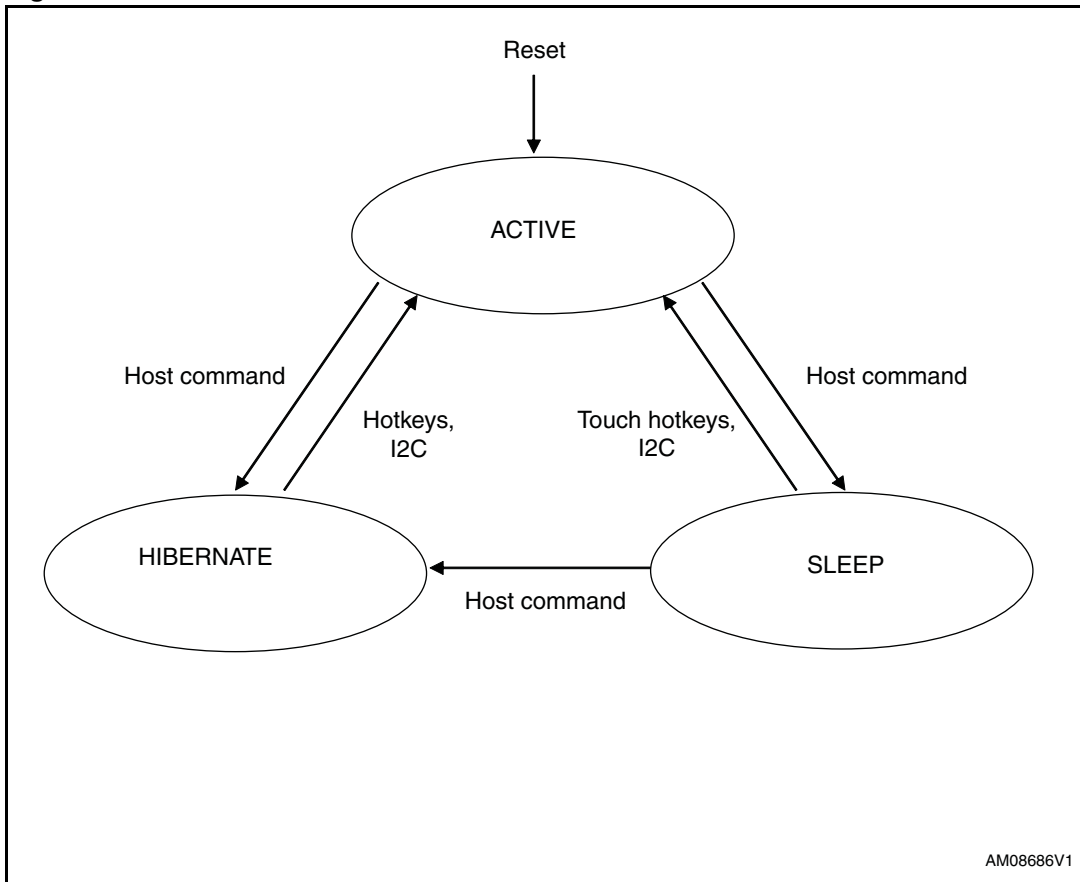 Reset
ACTIVE
Host command
Host command
Hotkeys,
I2C
Touch hotkeys,
I2C
HIBERNATE
SLEEP
Host command
AM08686V1